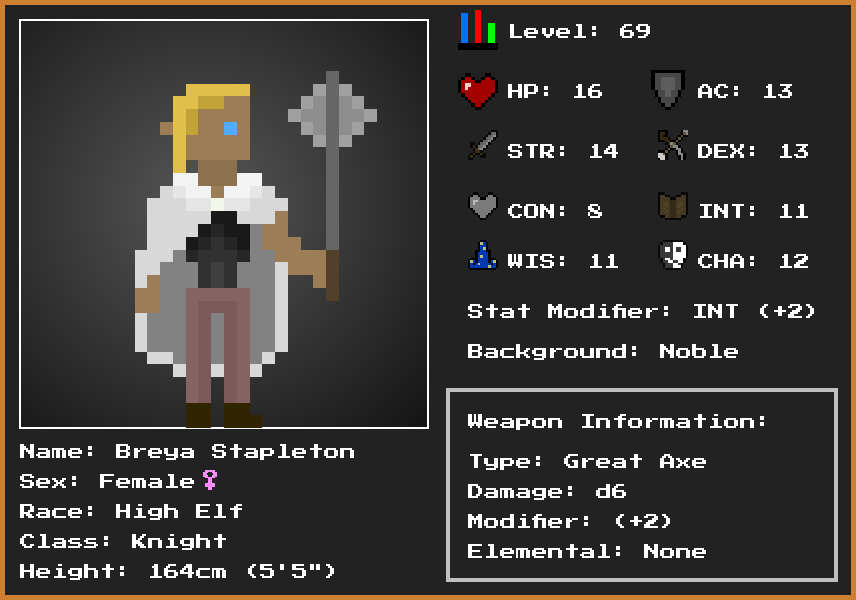 Level: 69
HP: 16
AC: 13
STR: 14
DEX: 13
CON: 8
INT: 11
WIS: 11
CHA: 12
Stat Modifier: INT (+2)
Background: Noble
Weapon Information:
Type: Great Axe
Damage: d6
Modifier: (+2)
Elemental: None
Name: Breya Stapleton
Sex: Female♀
Race: High Elf
Class: Knight
Height: 164cm (5'5")